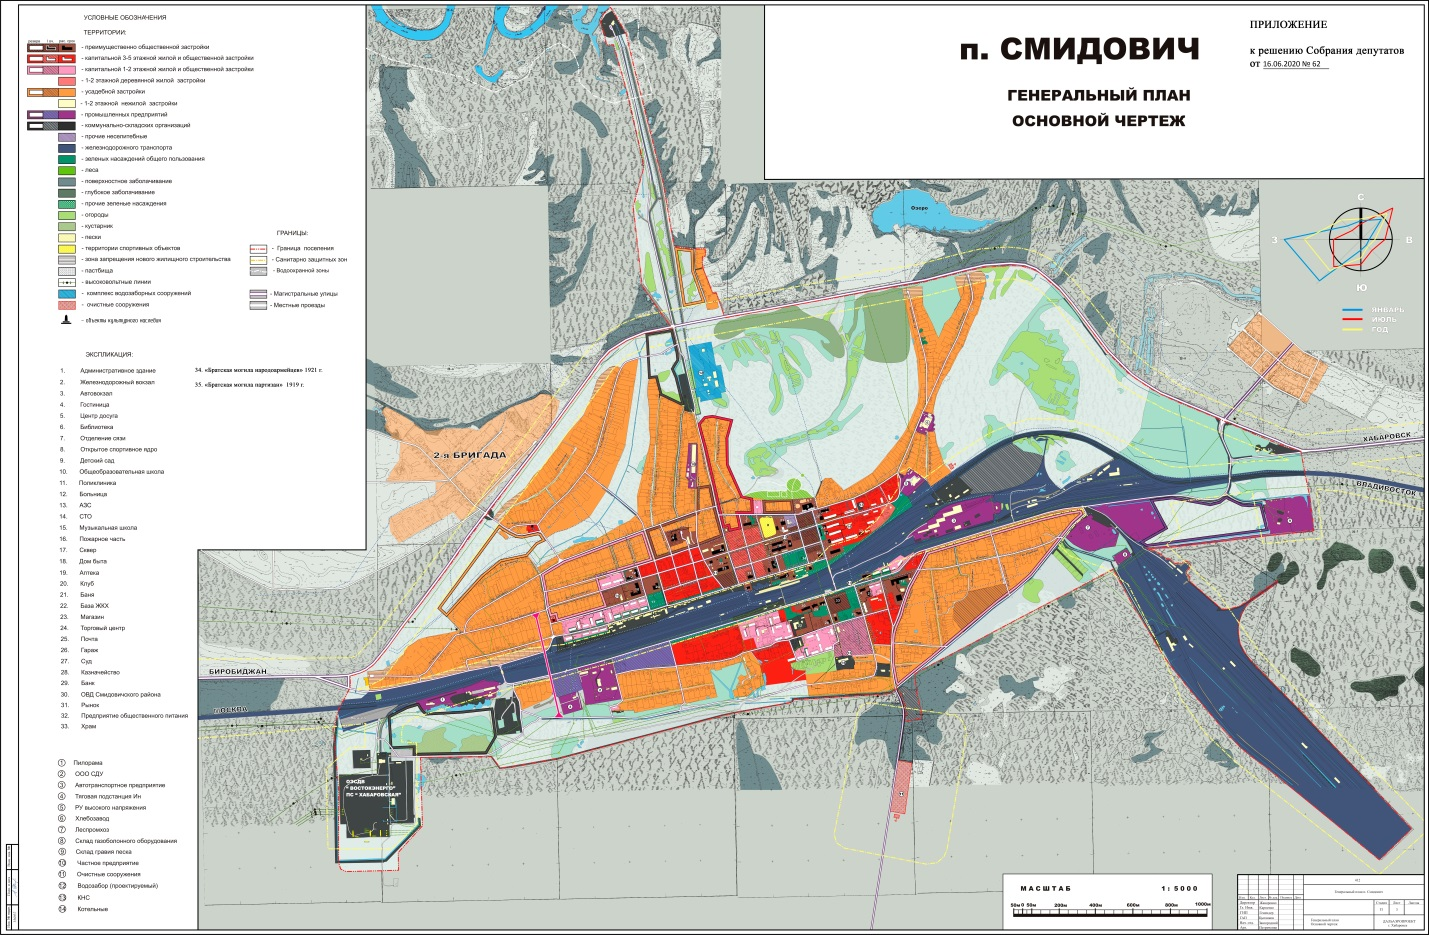 УСЛОВНЫЕ ОБОЗНАЧЕНИЯ
ТЕРРИТОРИИ:
- преимущественно общественной застройки
- капитальной 3-5 этажной жилой и общественной застройки
- капитальной 1-2 этажной жилой и общественной застройки
- 1-2 этажной деревянной жилой застройки
- усадебной застройки
- 1-2 этажной нежилой застройки
- промышленных предприятий
- коммунально-складских организаций
- прочие неселитебные
- железнодорожного транспорта
- зеленых насаждений общего пользования
- леса
- поверхностное заболачивание
- глубокое заболачивание
- прочие зеленые насаждения
- огороды
- кустарник
- пески
- территории спортивных объектов
- зона запрещения нового жилищного строительства
- пастбища
- высоковольтные линии
- комплекс водозаборных сооружений
- очистные сооружения
- объекты культурного наследия
ГРАНИЦЫ:
- Граница поселения
- Санитарно защитных зон
- Водоохранной зоны
- Магистральные улицы
- Местные проезды
ЭКСПЛИКАЦИЯ:
1. Административное здание
2. Железнодорожный вокзал
3. Автовокзал
4. Гостиница
5. Центр досуга
6. Библиотека
7. Отделение сязи
8. Открытое спортивное ядро
9. Детский сад
10. Общеобразовательная школа
11. Поликлиника
12. Больница
13. АЗС
14. СТО
15. Музыкальная школа
16. Пожарное часть
17. Сквер
18. Дом быта
19. Аптека
20. Клуб
21. Баня
22. База ЖКХ
23. Магазин
24. Торговый центр
25. Почта
26. Гараж
27. Суд
28. Казначейство
29. Банк
30. ОВД Смидовичского района
31. Рынок
32. Предприятие общественного питания
33. Храм
34. «Братская могила народоармейцев» 1921 г.
35. «Братская могила партизан» 1919 г.
1 Пилорама
2 ООО СДУ
3 Автотранспортное предприятие
4 Тяговая подстанция Ин
5 РУ высокого напряжения
6 Хлебозавод
7 Леспромхоз
8 Склад газоболонного оборудования
9 Склад гравия песка
10 Частное предприятие
11 Очистные сооружения
12 Водозабор (проектируемый)
13 КНС
14 Котельные
п. СМИДОВИЧ
ГЕНЕРАЛЬНЫЙ ПЛАН
ОСНОВНОЙ ЧЕРТЕЖ
ПРИЛОЖЕНИЕ
к решению Собрания депутатов
от 16.06.2020 № 62
С
З
В
Ю
ЯНВАРЬ
ИЮЛЬ
ГОД
Озеро
2-я БРИГАДА
ХАБАРОВСК
ВЛАДИВОСТОК
БИРОБИДЖАН
ОЭСДВ
" ВОСТОКЭНЕРГО"
ПС " ХАБАРОВСКАЯ"
МАСШТАБ 1: 5000
50м 0 50м 200м 400м 600м 800м 1000м